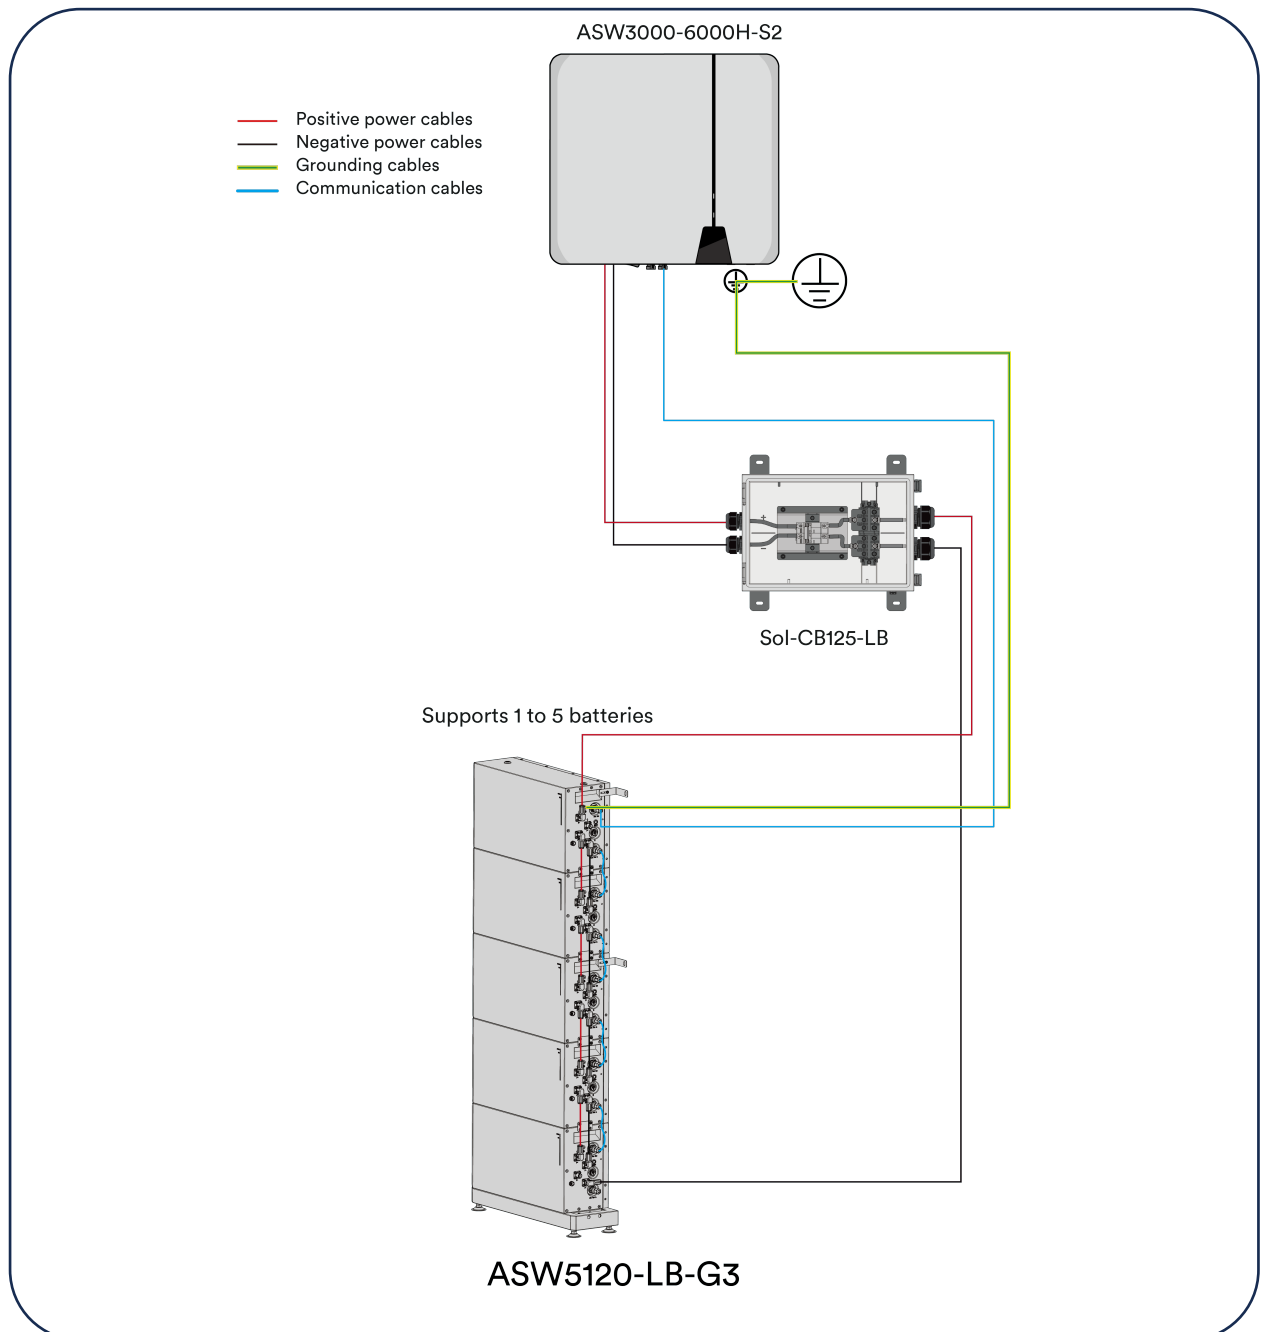 ASW3000-6000H-S2
Positive power cables
Negative power cables
Grounding cables
Communication cables
+
−
Sol-CB125-LB
Supports 1 to 5 batteries
ASW5120-LB-G3